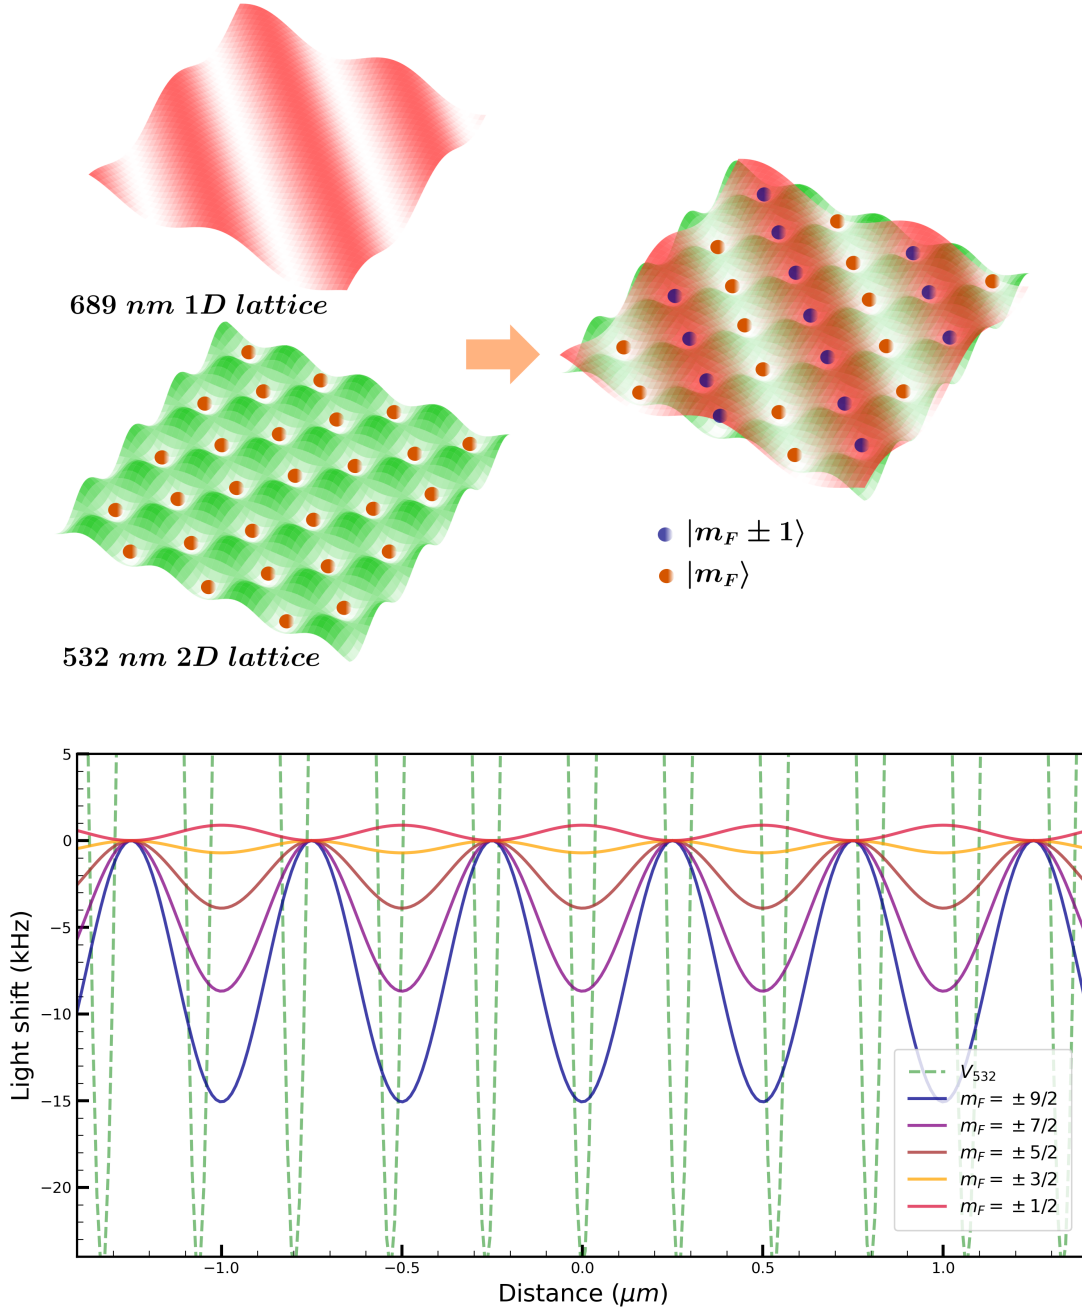 689 nm 1D lattice
532 nm 2D lattice
|m_F ± 1⟩
|m_F⟩
5
0
−5
−10
−15
−20
Light shift (kHz)
−1.0
−0.5
0.0
0.5
1.0
Distance (μm)
V_532
m_F = ±9/2
m_F = ±7/2
m_F = ±5/2
m_F = ±3/2
m_F = ±1/2